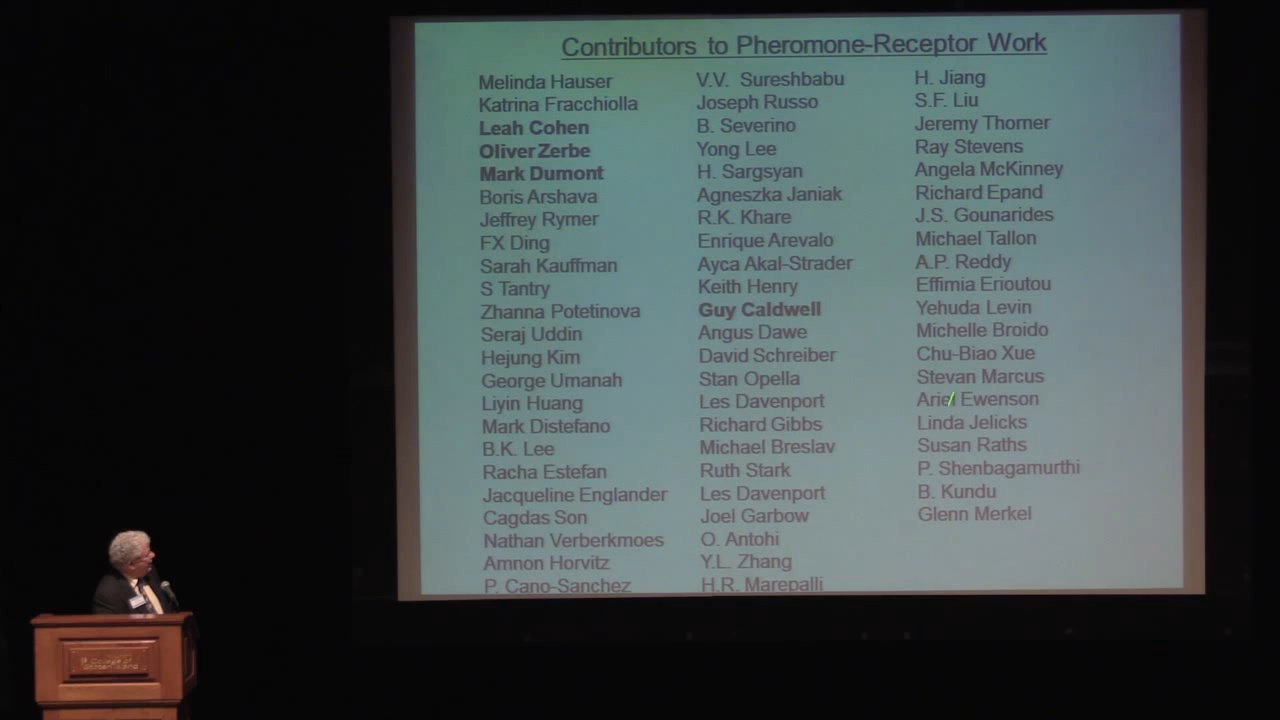 Contributors to Pheromone-Receptor Work
Melinda Hauser
Katrina Fracchiolla
Leah Cohen
Oliver Zerbe
Mark Dumont
Boris Arshava
Jeffrey Rymer
FX Ding
Sarah Kauffman
S Tantry
Zhanna Potetinova
Seraj Uddin
Hejung Kim
George Umanah
Liyin Huang
Mark Distefano
B.K. Lee
Racha Estefan
Jacqueline Englander
Cagdas Son
Nathan Verberkmoes
Amnon Horvitz
P. Cano-Sanchez
V.V. Sureshbabu
Joseph Russo
B. Severino
Yong Lee
H. Sargsyan
Agneszka Janiak
R.K. Khare
Enrique Arevalo
Ayca Akal-Strader
Keith Henry
Guy Caldwell
Angus Dawe
David Schreiber
Stan Opella
Les Davenport
Richard Gibbs
Michael Breslav
Ruth Stark
Les Davenport
Joel Garbow
O. Antohi
Y.L. Zhang
H.R. Marepalli
H. Jiang
S.F. Liu
Jeremy Thorner
Ray Stevens
Angela McKinney
Richard Epand
J.S. Gounarides
Michael Tallon
A.P. Reddy
Effimia Erioutou
Yehuda Levin
Michelle Broido
Chu-Biao Xue
Stevan Marcus
Ariel Ewenson
Linda Jelicks
Susan Raths
P. Shenbagamurthi
B. Kundu
Glenn Merkel
College of
Staten Island